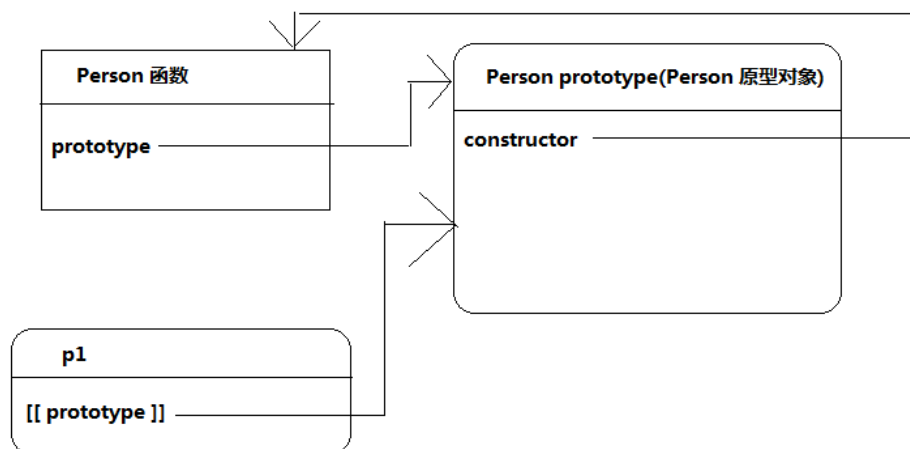 Person 函数
prototype
Person prototype(Person 原型对象)
constructor
p1
[[ prototype ]]